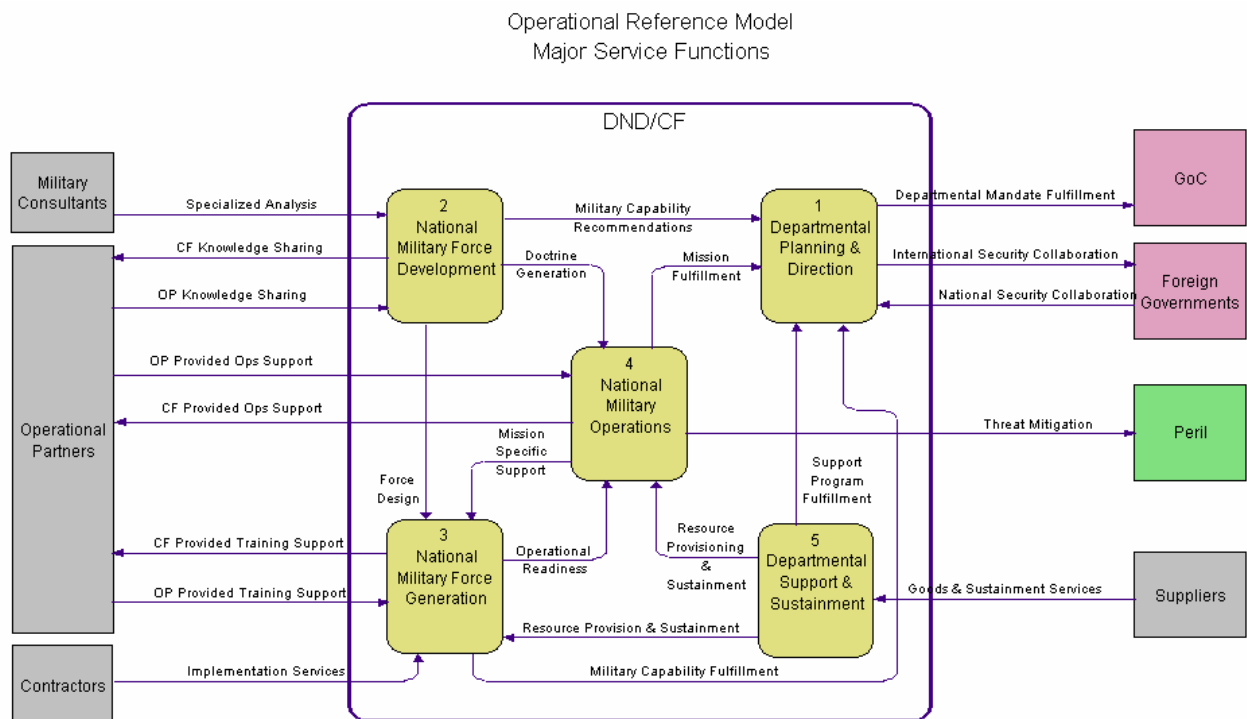 Operational Reference Model
Major Service Functions
DND/CF
Military
Consultants
Specialized Analysis
CF Knowledge Sharing
OP Knowledge Sharing
OP Provided Ops Support
CF Provided Ops Support
Operational
Partners
CF Provided Training Support
OP Provided Training Support
Contractors
Implementation Services
2
National
Military Force
Development
Military Capability
Recommendations
Doctrine
Generation
Mission
Fulfillment
1
Departmental
Planning &
Direction
Departmental Mandate Fulfillment
GoC
International Security Collaboration
National Security Collaboration
Foreign
Governments
4
National
Military
Operations
Threat Mitigation
Peril
Mission
Specific
Support
Force
Design
Support
Program
Fulfillment
3
National
Military Force
Generation
Operational
Readiness
Resource
Provisioning
&
Sustainment
5
Departmental
Support &
Sustainment
Goods & Sustainment Services
Suppliers
Resource Provision & Sustainment
Military Capability Fulfillment